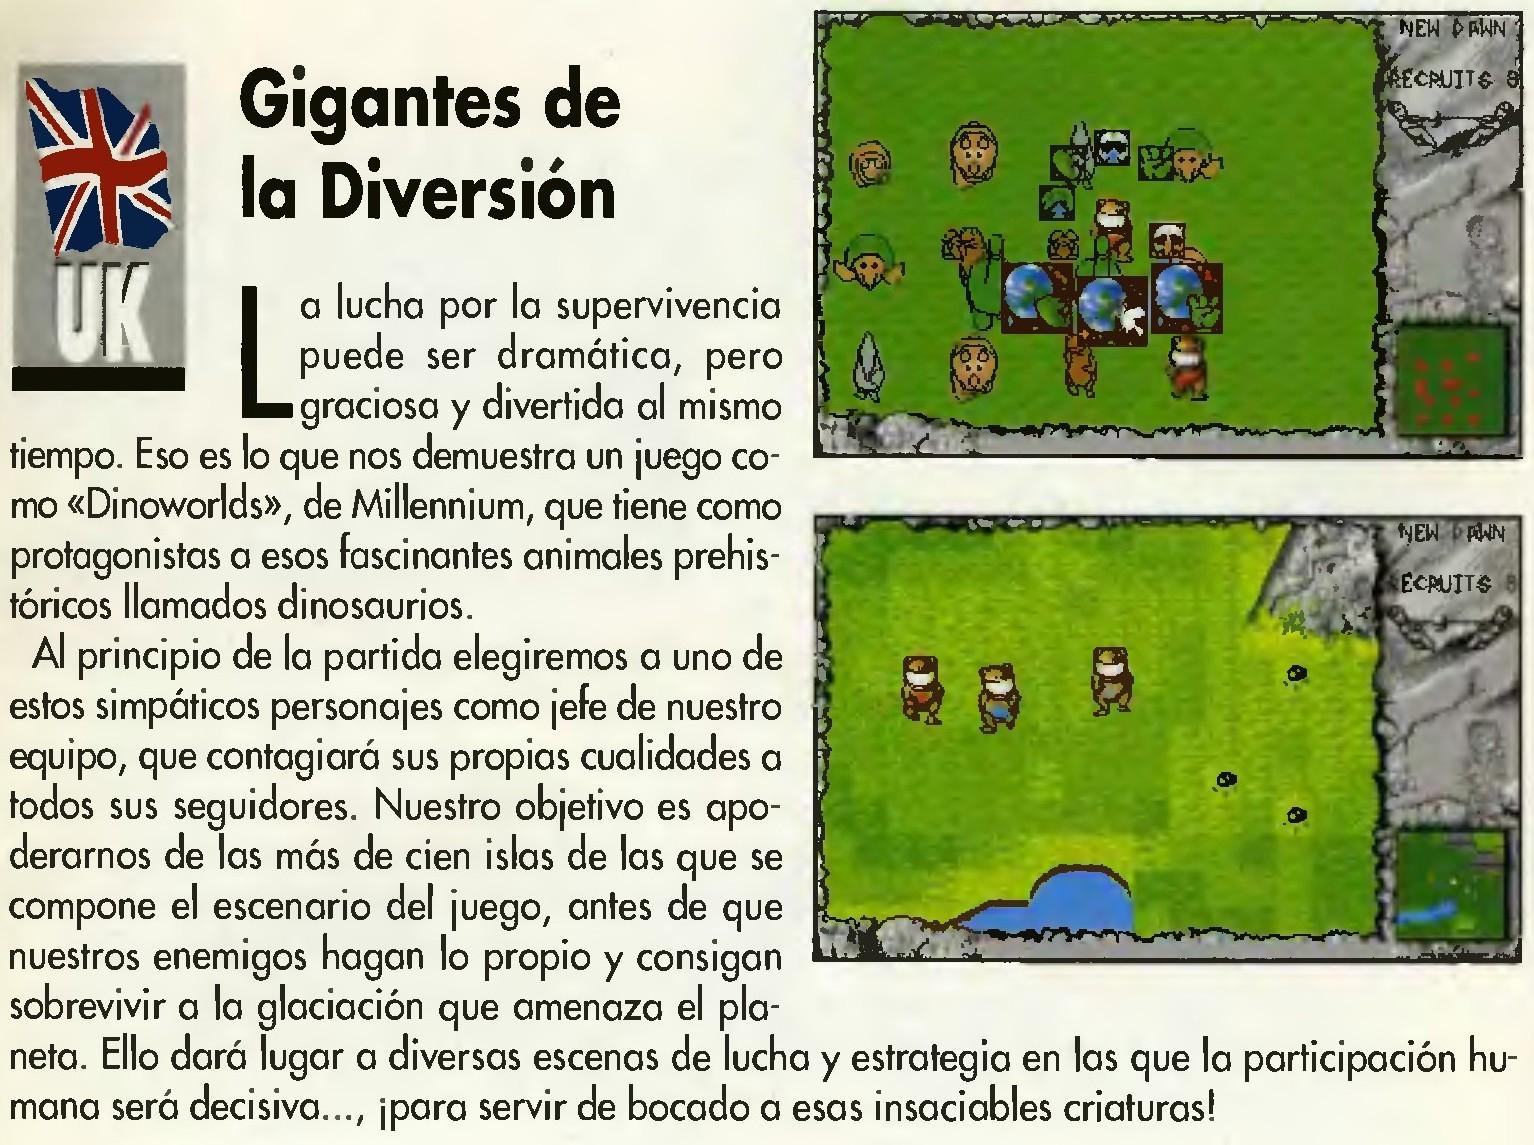 UK
Gigantes de
la Diversión
La lucha por la supervivencia
puede ser dramática, pero
graciosa y divertida al mismo
tiempo. Eso es lo que nos demuestra un juego co-
mo «Dinoworlds», de Millennium, que tiene como
protagonistas a esos fascinantes animales prehis-
tóricos llamados dinosaurios.
Al principio de la partida elegiremos a uno de
estos simpáticos personajes como jefe de nuestro
equipo, que contagiará sus propias cualidades a
todos sus seguidores. Nuestro objetivo es apo-
derarnos de las más de cien islas de las que se
compone el escenario del juego, antes de que
nuestros enemigos hagan lo propio y consigan
sobrevivir a la glaciación que amenaza el pla-
neta. Ello dará lugar a diversas escenas de lucha y estrategia en las que la participación hu-
mana será decisiva..., ¡para servir de bocado a esas insaciables criaturas!
NEW DAWN
RECRUITS 8
NEW DAWN
ECRUITS 8